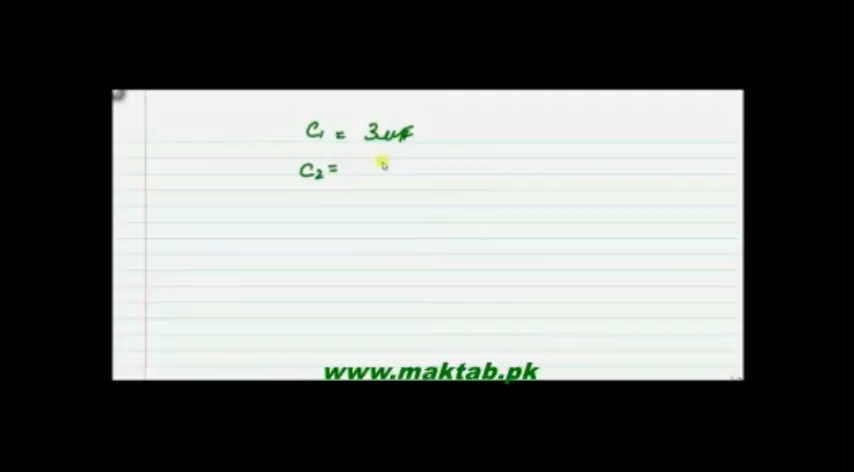 C₁ = 3uF
C₂ =
www.maktab.pk